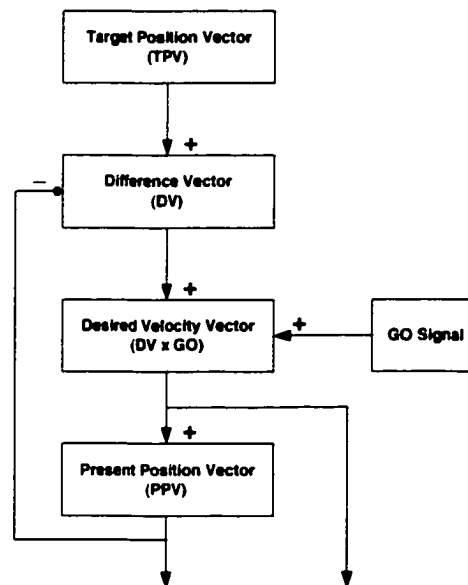 Target Position Vector
(TPV)
+
–
Difference Vector
(DV)
+
Desired Velocity Vector
(DV x GO)
+
GO Signal
+
Present Position Vector
(PPV)